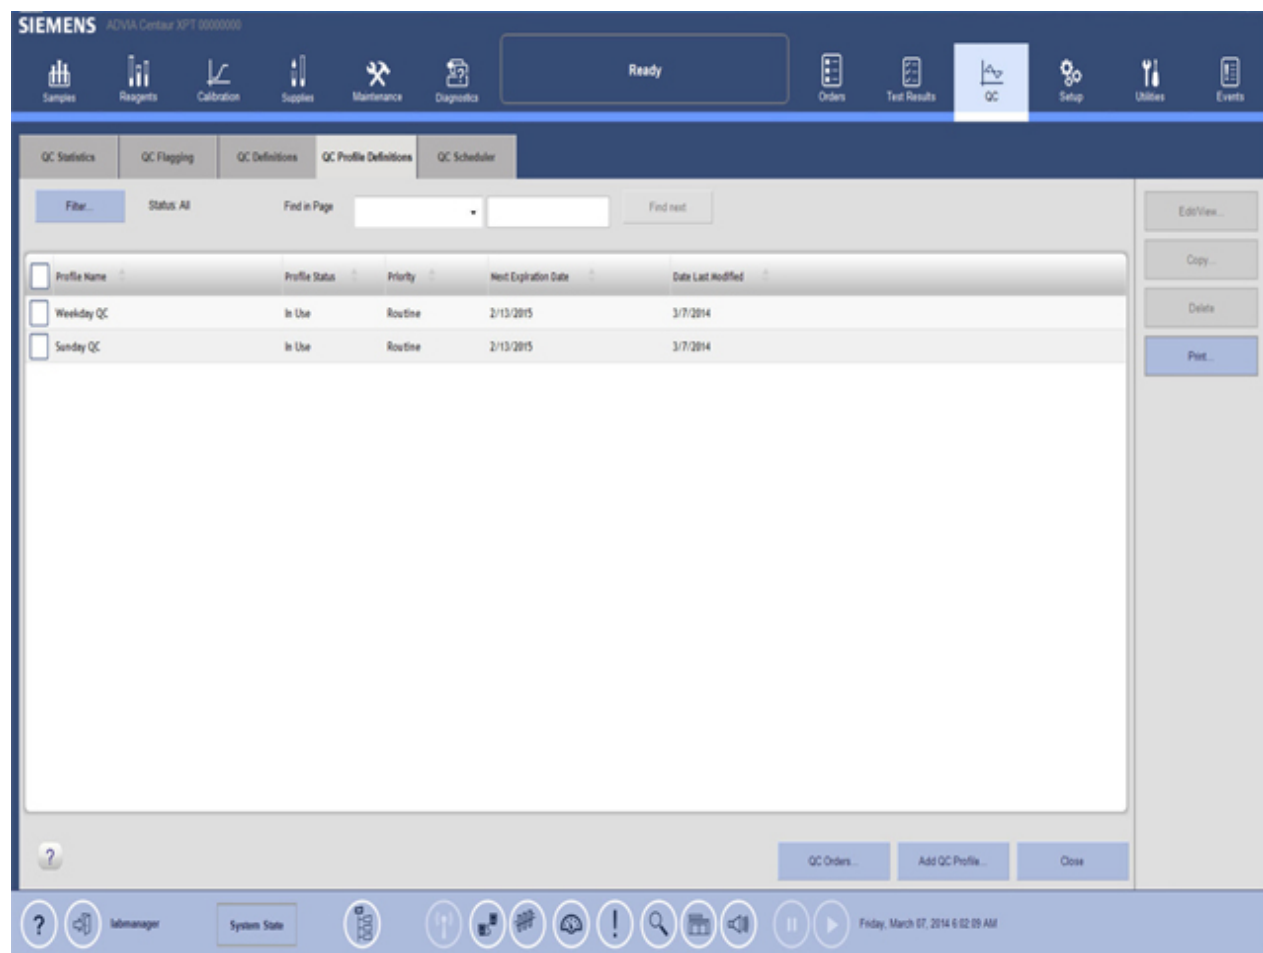 SIEMENS ADVIA Centaur XPT 00000000
Samples Reagents Calibration Supplies Maintenance Diagnostics Ready Orders Test Results QC Setup Utilities Events
QC Statistics QC Flagging QC Definitions QC Profile Definitions QC Scheduler
Filter... Status: All Find in Page Find next Edit/View...
Copy...
Profile Name Profile Status Priority Next Expiration Date Date Last Modified
Weekday QC In Use Routine 2/13/2015 3/7/2014 Delete
Sunday QC In Use Routine 2/13/2015 3/7/2014 Print...
? QC Orders... Add QC Profile... Close
? labmanager System State ! Friday, March 07, 2014 6:02:09 AM